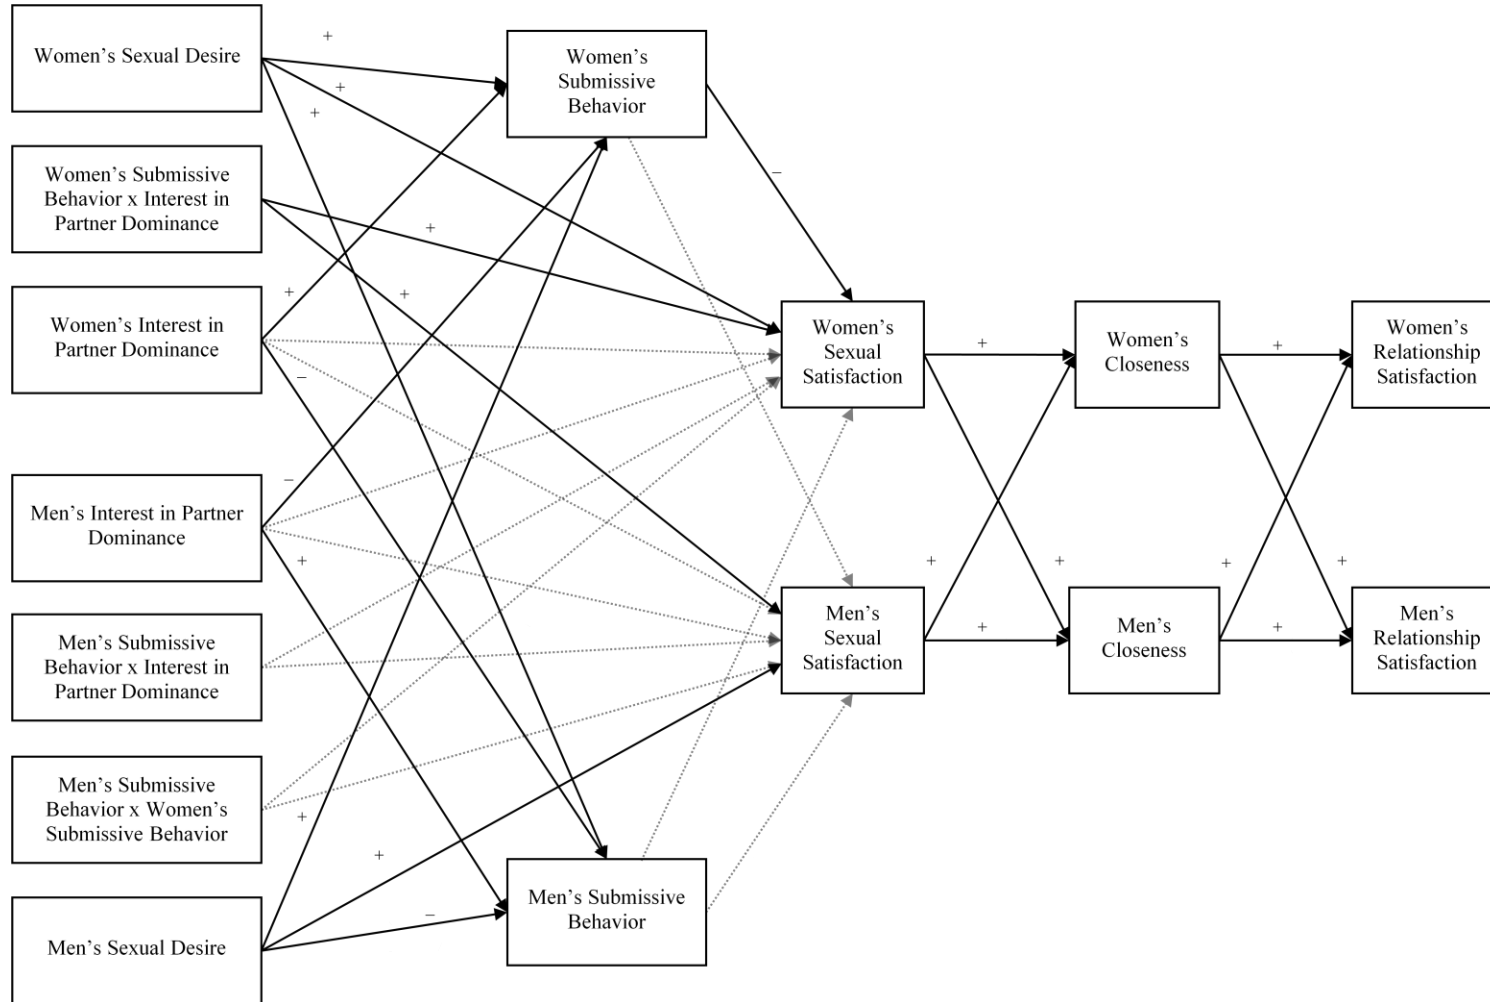 Women’s Sexual Desire
Women’s Submissive
Behavior x Interest in
Partner Dominance
Women’s Interest in
Partner Dominance
Men’s Interest in Partner
Dominance
Men’s Submissive
Behavior x Interest in
Partner Dominance
Men’s Submissive
Behavior x Women’s
Submissive Behavior
Men’s Sexual Desire
+
+
+
+
+
+
–
–
+
+
+
–
Women’s
Submissive
Behavior
Men’s Submissive
Behavior
–
Women’s
Sexual
Satisfaction
Men’s
Sexual
Satisfaction
+
+
+
+
Women’s
Closeness
Men’s
Closeness
+
+
+
+
Women’s
Relationship
Satisfaction
Men’s
Relationship
Satisfaction